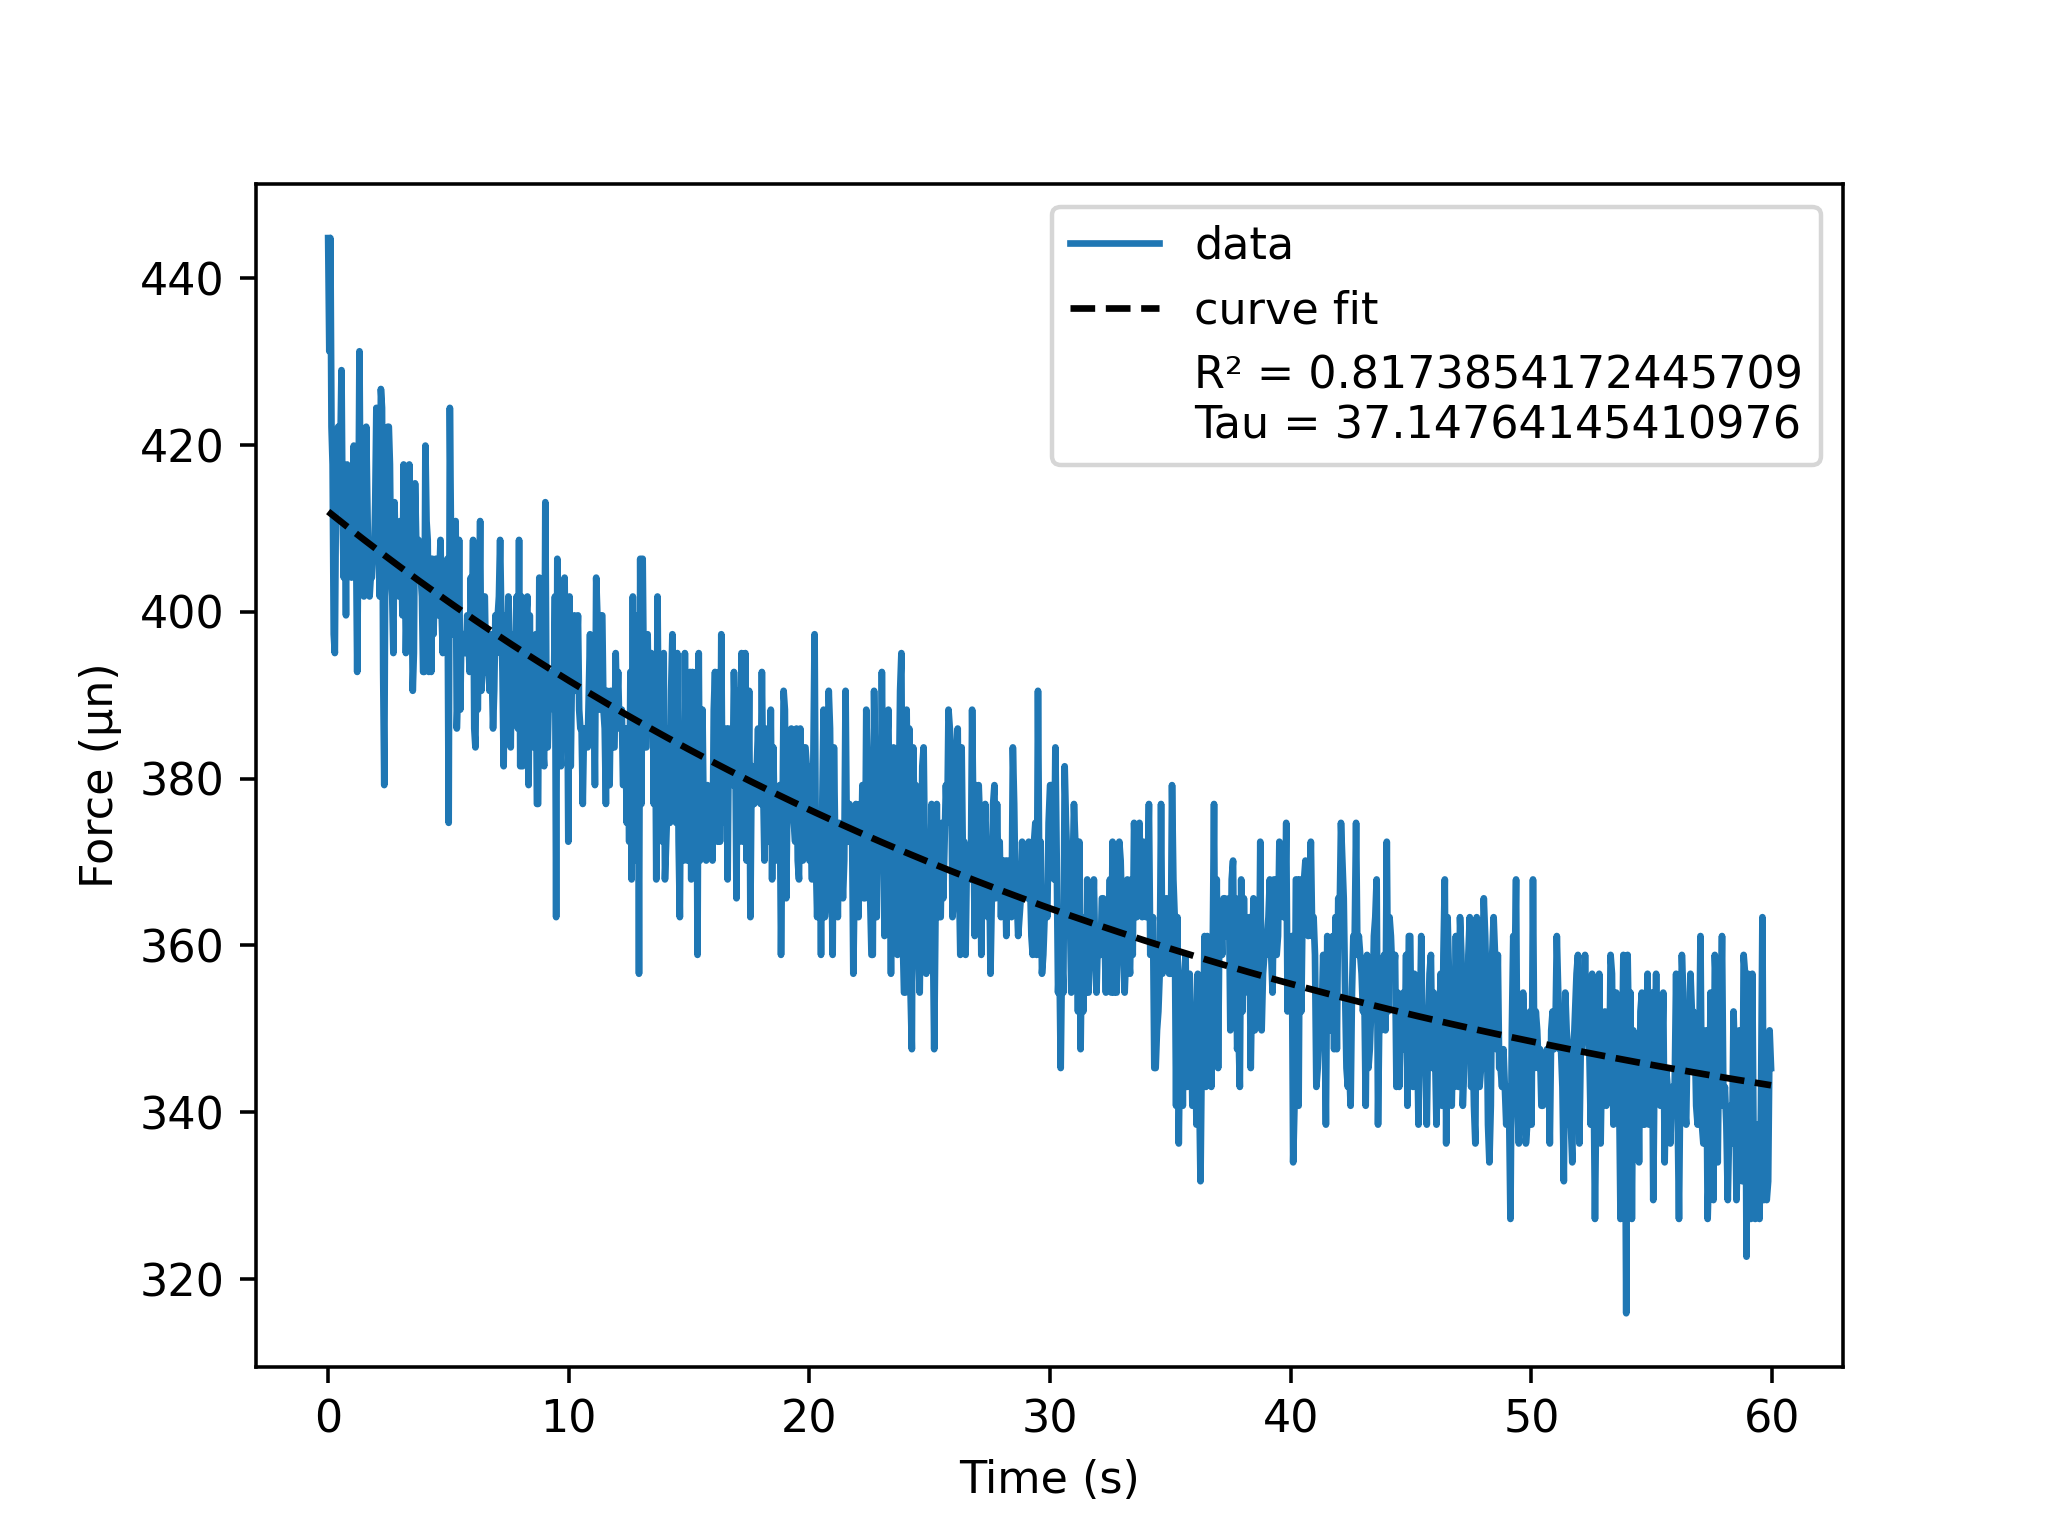 data
curve fit
R² = 0.8173854172445709
Tau = 37.14764145410976
440
420
400
380
360
340
320
Force (µn)
0 10 20 30 40 50 60
Time (s)